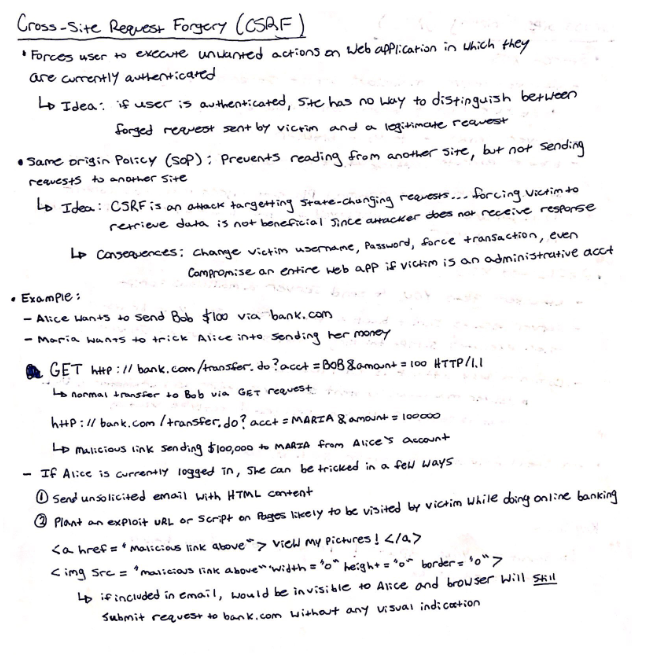 Cross-Site Request Forgery (CSRF)
• Forces user to execute unwanted actions on web application in which they
are currently authenticated
↳ Idea: if user is authenticated, site has no way to distinguish between
forged request sent by victim and a legitimate request
• Same Origin Policy (SOP): Prevents reading from another site, but not sending
requests to another site
↳ Idea: CSRF is an attack targetting state-changing requests... forcing victim to
retrieve data is not beneficial since attacker does not receive response
↳ Consequences: change victim username, password, force transaction, even
compromise an entire web app if victim is an administrative acct
• Example:
- Alice wants to send Bob $100 via bank.com
- Maria wants to trick Alice into sending her money
GET http://bank.com/transfer.do?acct=BOB&amount=100 HTTP/1.1
↳ normal transfer to Bob via GET request
http://bank.com/transfer.do?acct=MARIA&amount=100000
↳ malicious link sending $100,000 to MARIA from Alice's account
- If Alice is currently logged in, she can be tricked in a few ways
① Send unsolicited email with HTML content
② Plant an exploit URL or script on pages likely to be visited by victim while doing online banking
<a href="malicious link above">View my pictures!</a>
<img src="malicious link above" width="0" height="0" border="0">
↳ if included in email, would be invisible to Alice and browser will still
submit request to bank.com without any visual indication